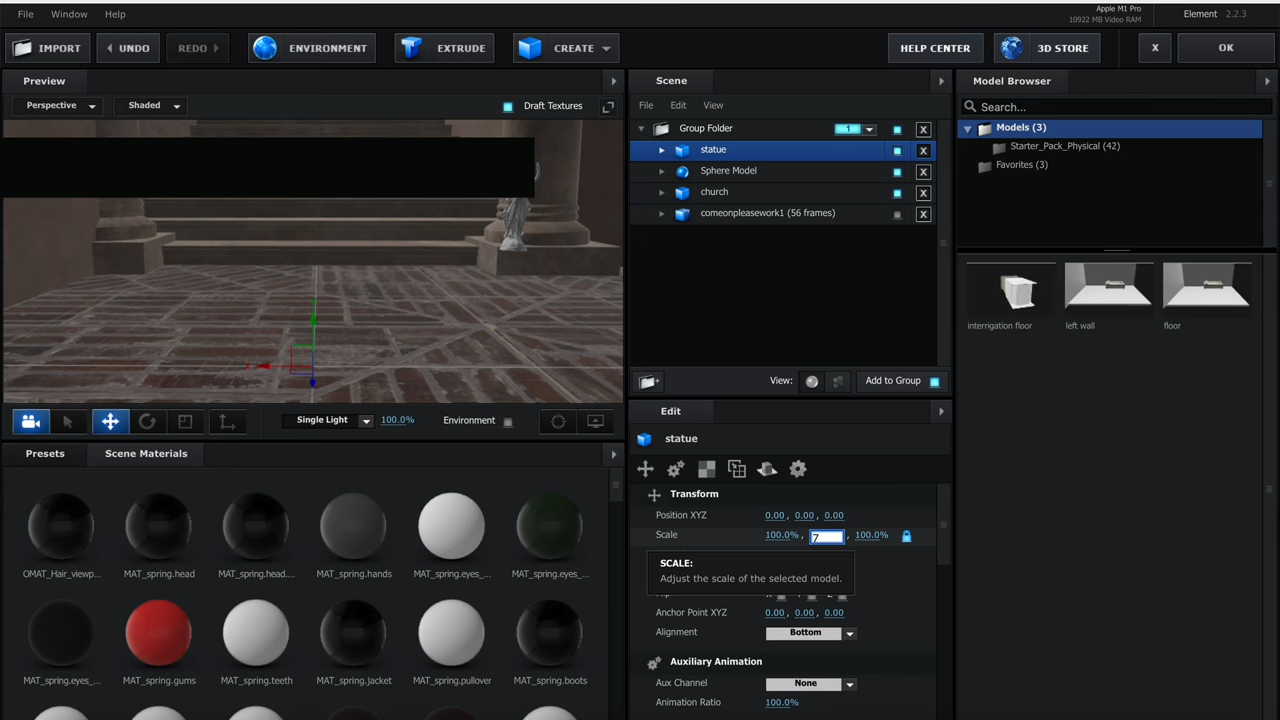 File Window Help
Apple M1 Pro
10922 MB Video RAM
Element 2.2.3
IMPORT UNDO REDO ENVIRONMENT EXTRUDE CREATE HELP CENTER 3D STORE X OK
Preview
Perspective Shaded Draft Textures
Single Light 100.0% Environment
Presets Scene Materials
OMAT_Hair_viewp... MAT_spring.head MAT_spring.head.... MAT_spring.hands MAT_spring.eyes_... MAT_spring.eyes_...
MAT_spring.eyes_... MAT_spring.gums MAT_spring.teeth MAT_spring.jacket MAT_spring.pullover MAT_spring.boots
Scene
File Edit View
Group Folder 1 X
statue X
Sphere Model X
church X
comeonpleasework1 (56 frames) X
View: Add to Group
Edit
statue
Transform
Position XYZ 0.00, 0.00, 0.00
Scale 100.0%, 7, 100.0%
SCALE:
Adjust the scale of the selected model.
Anchor Point XYZ 0.00, 0.00, 0.00
Alignment Bottom
Auxiliary Animation
Aux Channel None
Animation Ratio 100.0%
Model Browser
Search...
Models (3)
Starter_Pack_Physical (42)
Favorites (3)
interrigation floor left wall floor